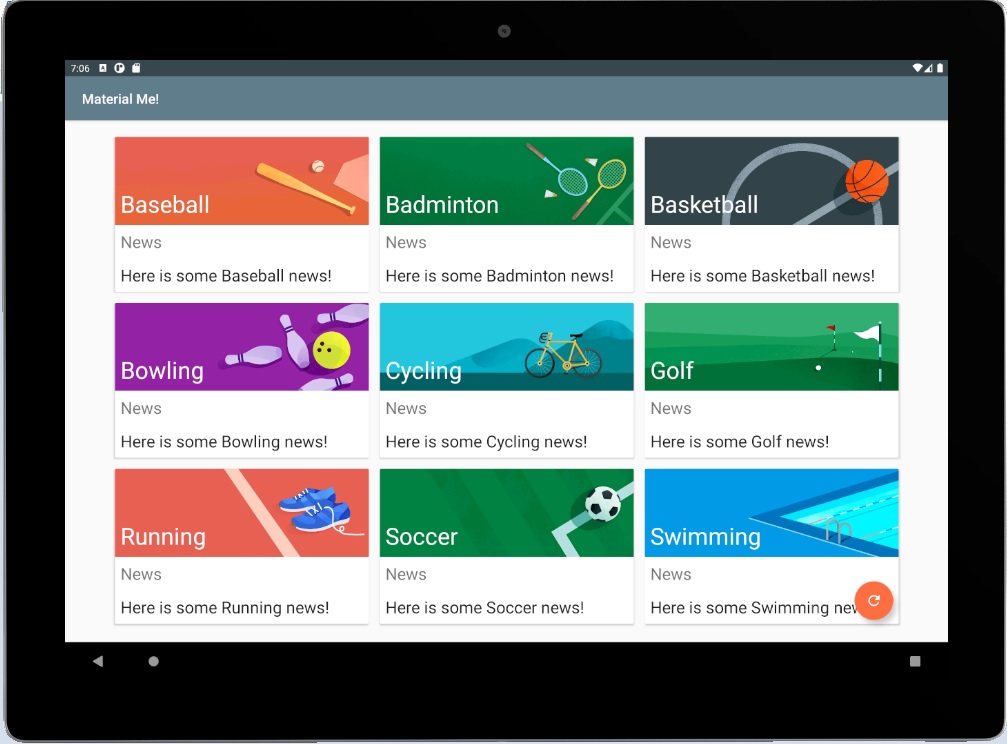 7:06
Material Me!
Baseball
News
Here is some Baseball news!
Badminton
News
Here is some Badminton news!
Basketball
News
Here is some Basketball news!
Bowling
News
Here is some Bowling news!
Cycling
News
Here is some Cycling news!
Golf
News
Here is some Golf news!
Running
News
Here is some Running news!
Soccer
News
Here is some Soccer news!
Swimming
News
Here is some Swimming